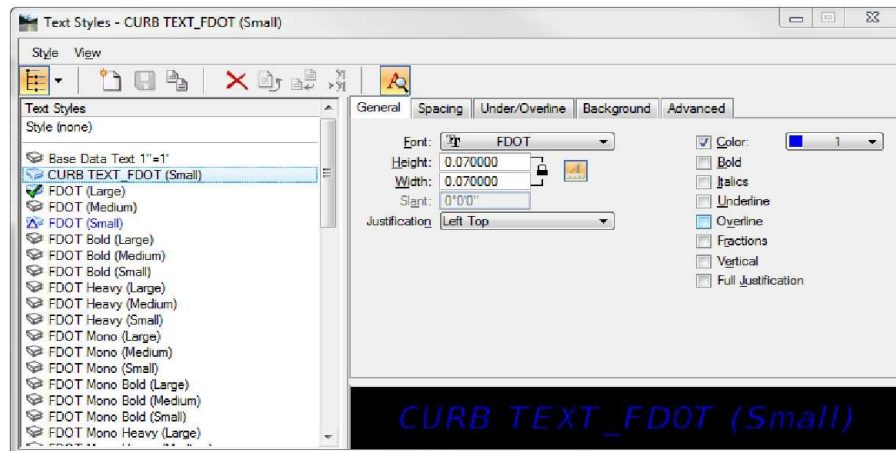 Text Styles - CURB TEXT_FDOT (Small)
Style View
Text Styles
Style (none)
Base Data Text 1"=1'
CURB TEXT_FDOT (Small)
FDOT (Large)
FDOT (Medium)
FDOT (Small)
FDOT Bold (Large)
FDOT Bold (Medium)
FDOT Bold (Small)
FDOT Heavy (Large)
FDOT Heavy (Medium)
FDOT Heavy (Small)
FDOT Mono (Large)
FDOT Mono (Medium)
FDOT Mono (Small)
FDOT Mono Bold (Large)
FDOT Mono Bold (Medium)
FDOT Mono Bold (Small)
FDOT Mono Heavy (Large)
General Spacing Under/Overline Background Advanced
Font: FDOT
Height: 0.070000
Width: 0.070000
Slant: 0°0'0"
Justification Left Top
Color: 1
Bold
Italics
Underline
Overline
Fractions
Vertical
Full Justification
CURB TEXT_FDOT (Small)